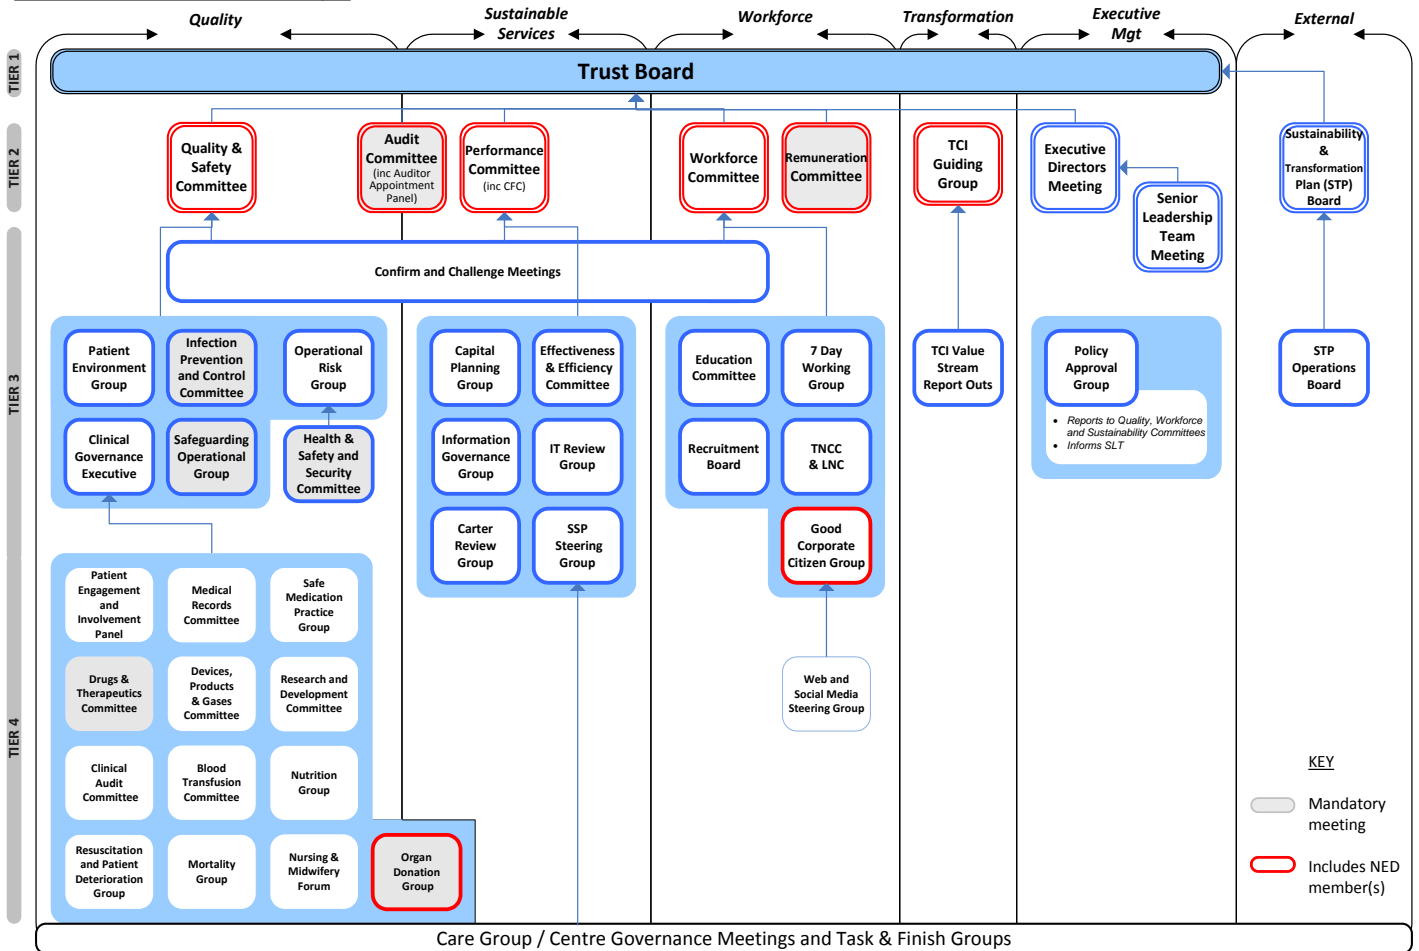 Quality
Sustainable
Services
Workforce
Transformation
Executive
Mgt
External
TIER 1
Trust Board
TIER 2
Quality &
Safety
Committee
Audit
Committee
(inc Auditor
Appointment
Panel)
Performance
Committee
(inc CFC)
Workforce
Committee
Remuneration
Committee
TCI
Guiding
Group
Executive
Directors
Meeting
Senior
Leadership
Team
Meeting
Sustainability
&
Transformation
Plan (STP)
Board
TIER 3
Confirm and Challenge Meetings
Patient
Environment
Group
Infection
Prevention
and Control
Committee
Operational
Risk
Group
Capital
Planning
Group
Effectiveness
& Efficiency
Committee
Education
Committee
7 Day
Working
Group
TCI Value
Stream
Report Outs
Policy
Approval
Group
• Reports to Quality, Workforce
and Sustainability Committees
• Informs SLT
STP
Operations
Board
Clinical
Governance
Executive
Safeguarding
Operational
Group
Health &
Safety and
Security
Committee
Information
Governance
Group
IT Review
Group
Recruitment
Board
TNCC
& LNC
Carter
Review
Group
SSP
Steering
Group
Good
Corporate
Citizen Group
TIER 4
Patient
Engagement
and
Involvement
Panel
Medical
Records
Committee
Safe
Medication
Practice
Group
Drugs &
Therapeutics
Committee
Devices,
Products
& Gases
Committee
Research and
Development
Committee
Web and
Social Media
Steering Group
Clinical
Audit
Committee
Blood
Transfusion
Committee
Nutrition
Group
Resuscitation
and Patient
Deterioration
Group
Mortality
Group
Nursing &
Midwifery
Forum
Organ
Donation
Group
KEY
Mandatory
meeting
Includes NED
member(s)
Care Group / Centre Governance Meetings and Task & Finish Groups